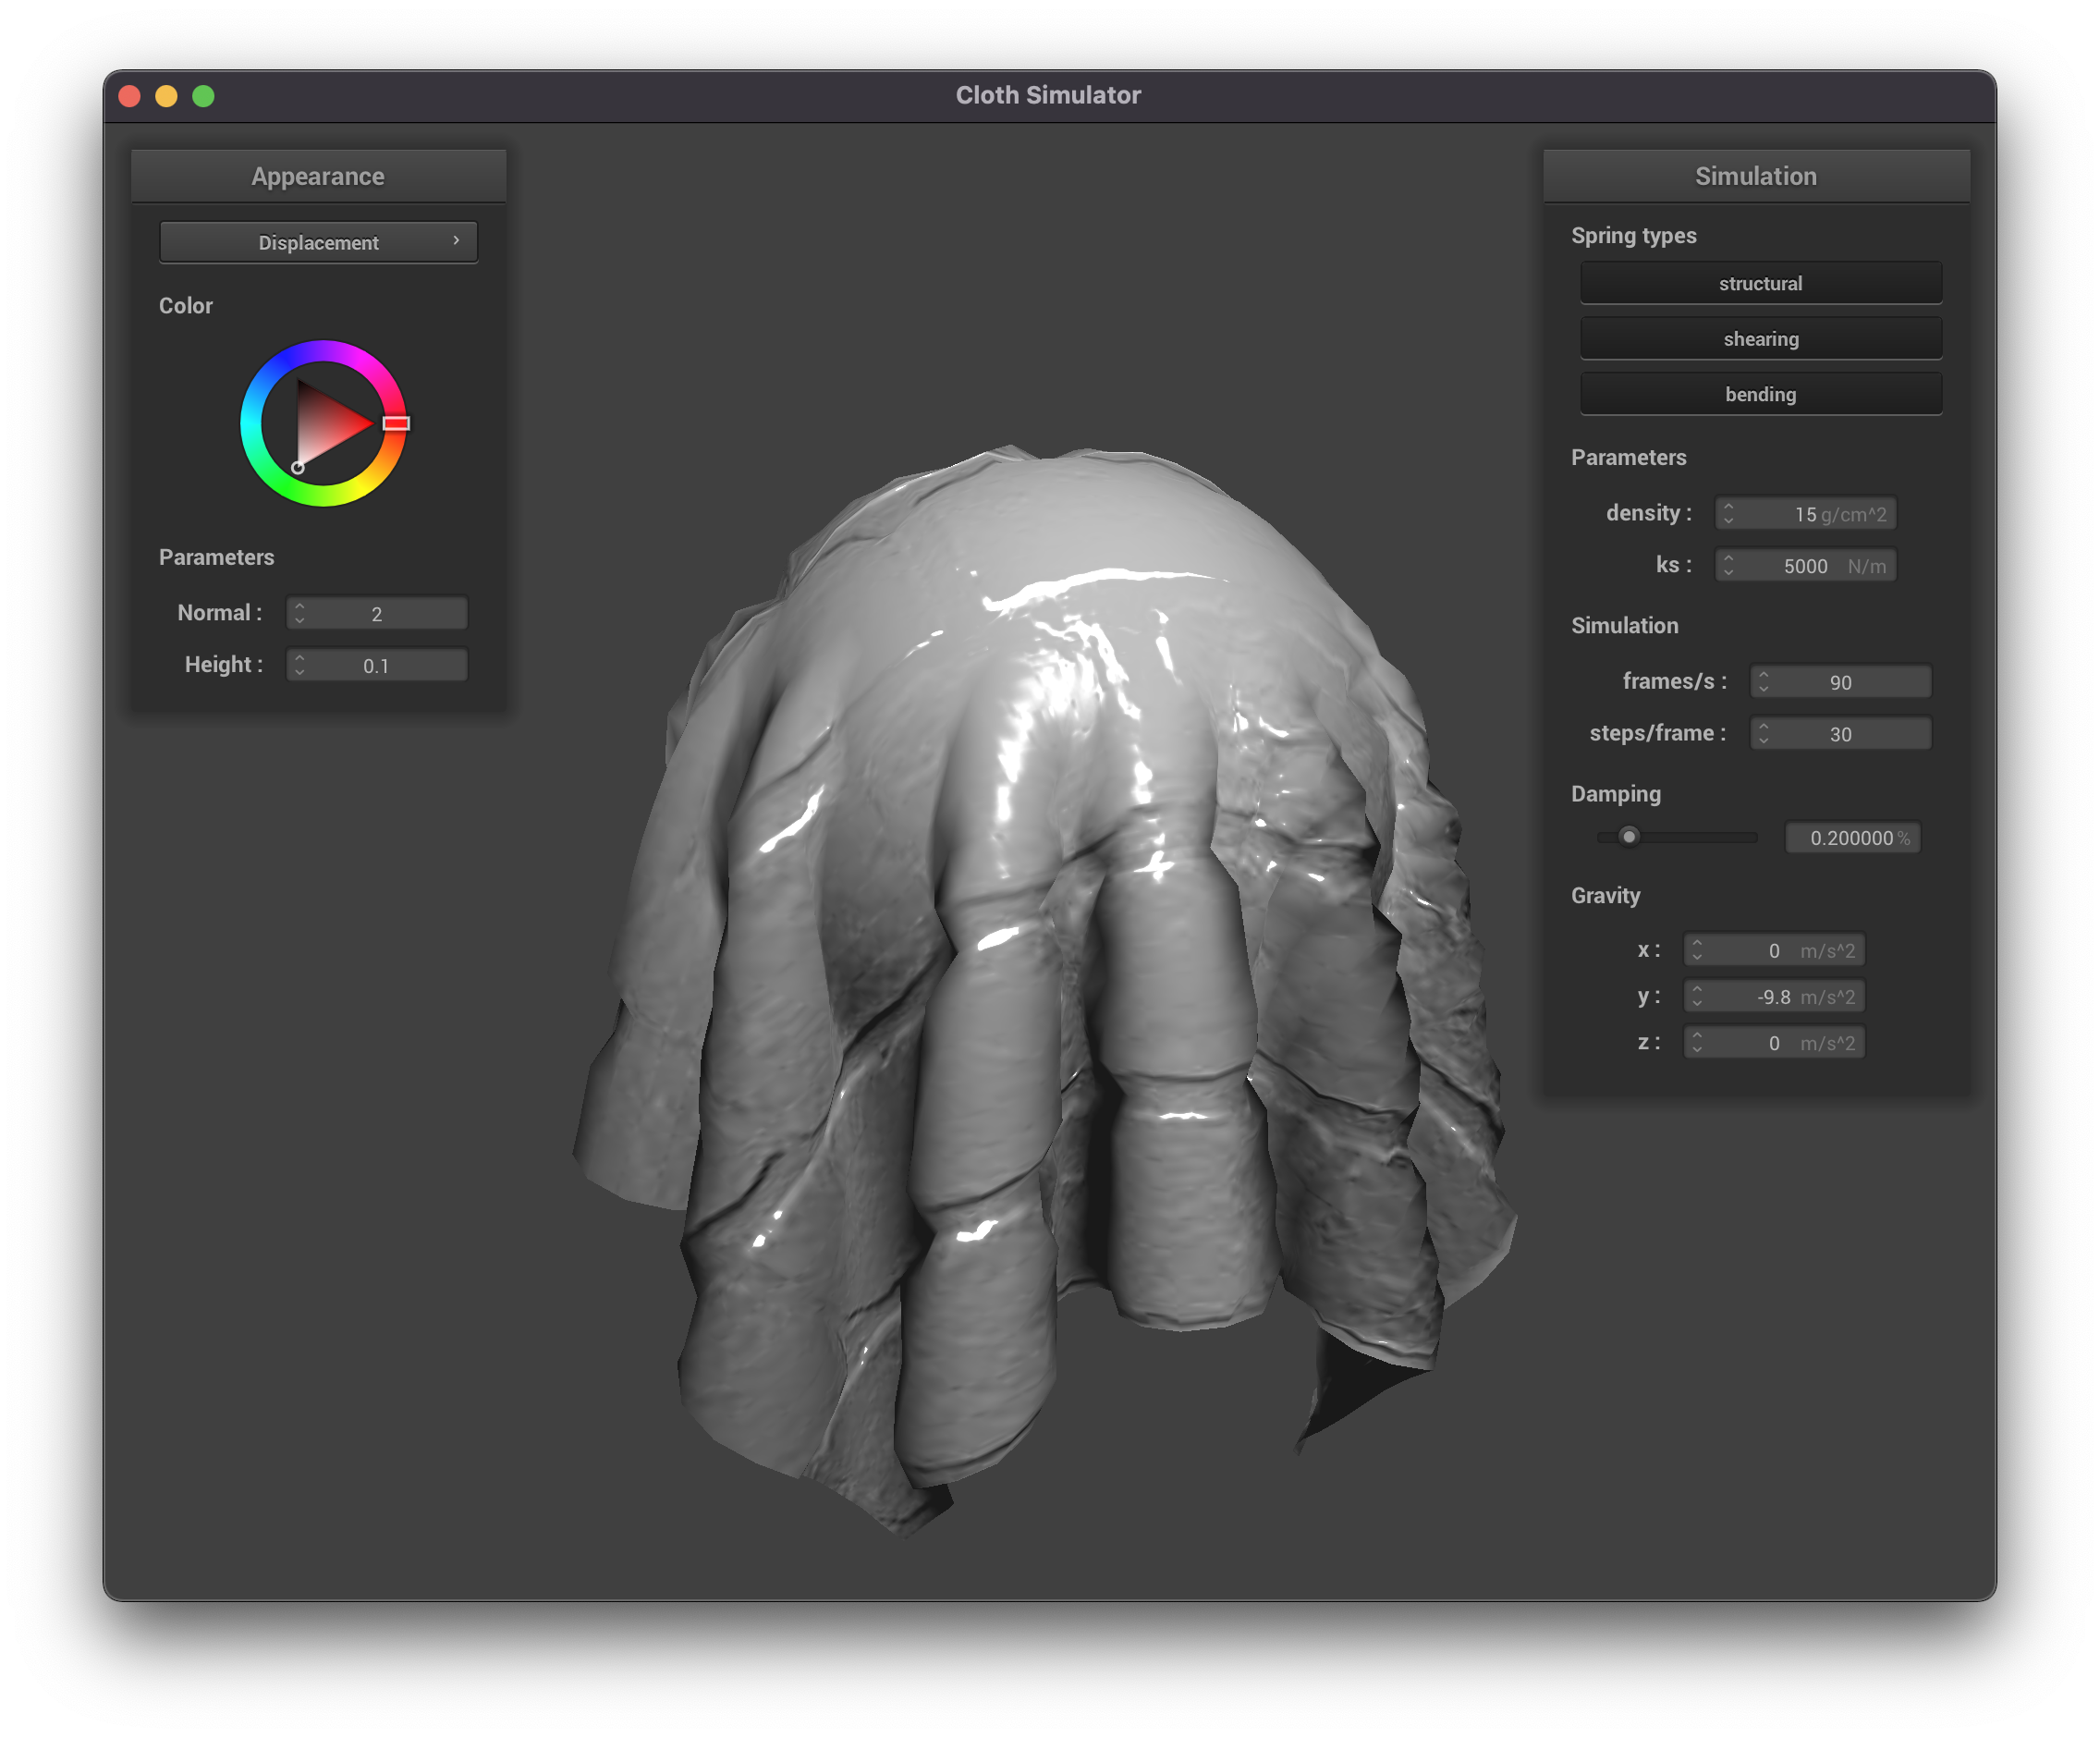 Cloth Simulator
Appearance
Displacement
Color
Parameters
Normal : 2
Height : 0.1
Simulation
Spring types
structural
shearing
bending
Parameters
density : 15 g/cm^2
ks : 5000 N/m
Simulation
frames/s : 90
steps/frame : 30
Damping
0.200000 %
Gravity
x : 0 m/s^2
y : -9.8 m/s^2
z : 0 m/s^2